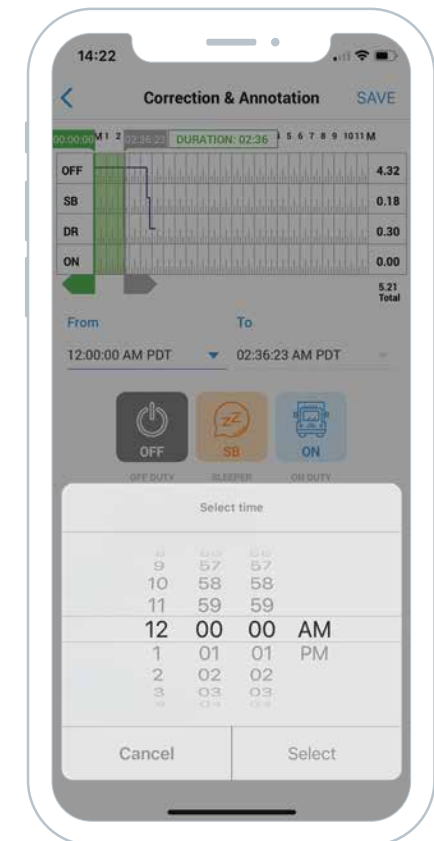 14:22
Correction & Annotation SAVE
00:00:00 M 1 2 02:36:23 DURATION: 02:36 5 6 7 8 9 10 11 M
OFF 4.32
SB 0.18
DR 0.30
ON 0.00
5.21
Total
From To
12:00:00 AM PDT 02:36:23 AM PDT
OFF SB ON
OFF DUTY SLEEPER ON DUTY
Select time
9 57 57
10 58 58
11 59 59
12 00 00 AM
1 01 01 PM
2 02 02
3 03 03
Cancel Select